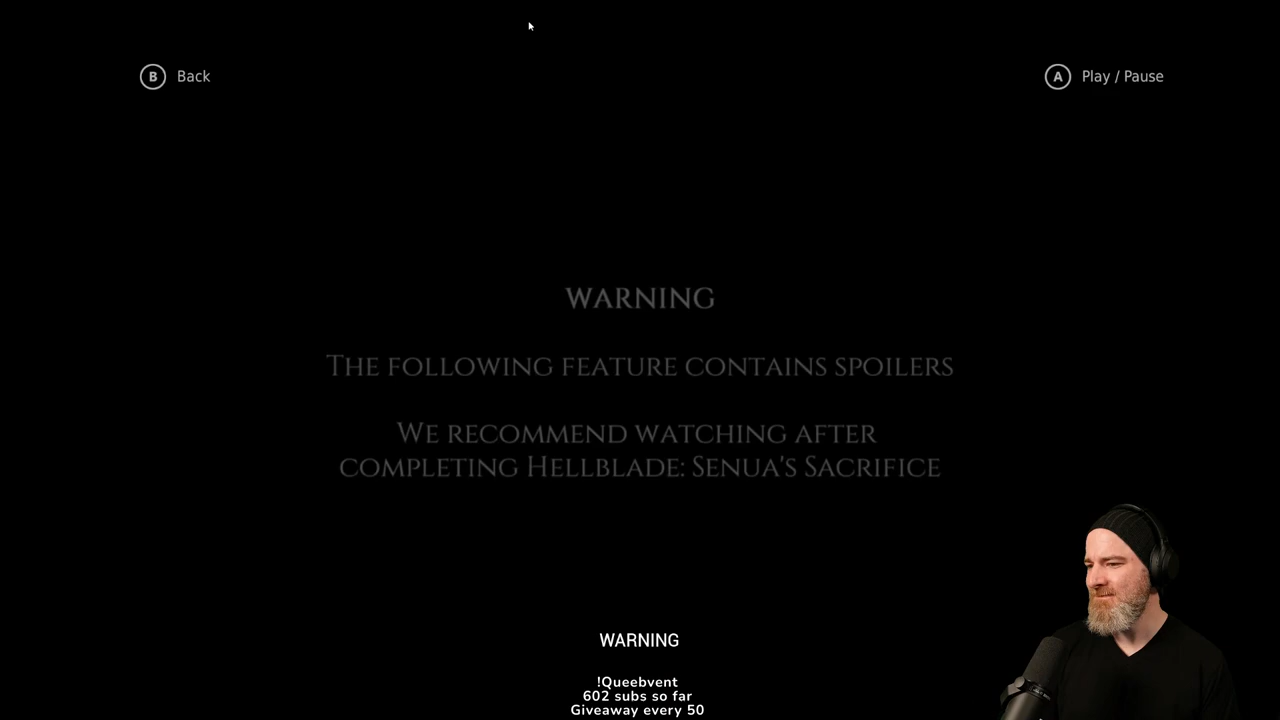 B Back
A Play / Pause
WARNING
THE FOLLOWING FEATURE CONTAINS SPOILERS
WE RECOMMEND WATCHING AFTER
COMPLETING HELLBLADE: SENUA'S SACRIFICE
WARNING
!Queebvent
602 subs so far
Giveaway every 50